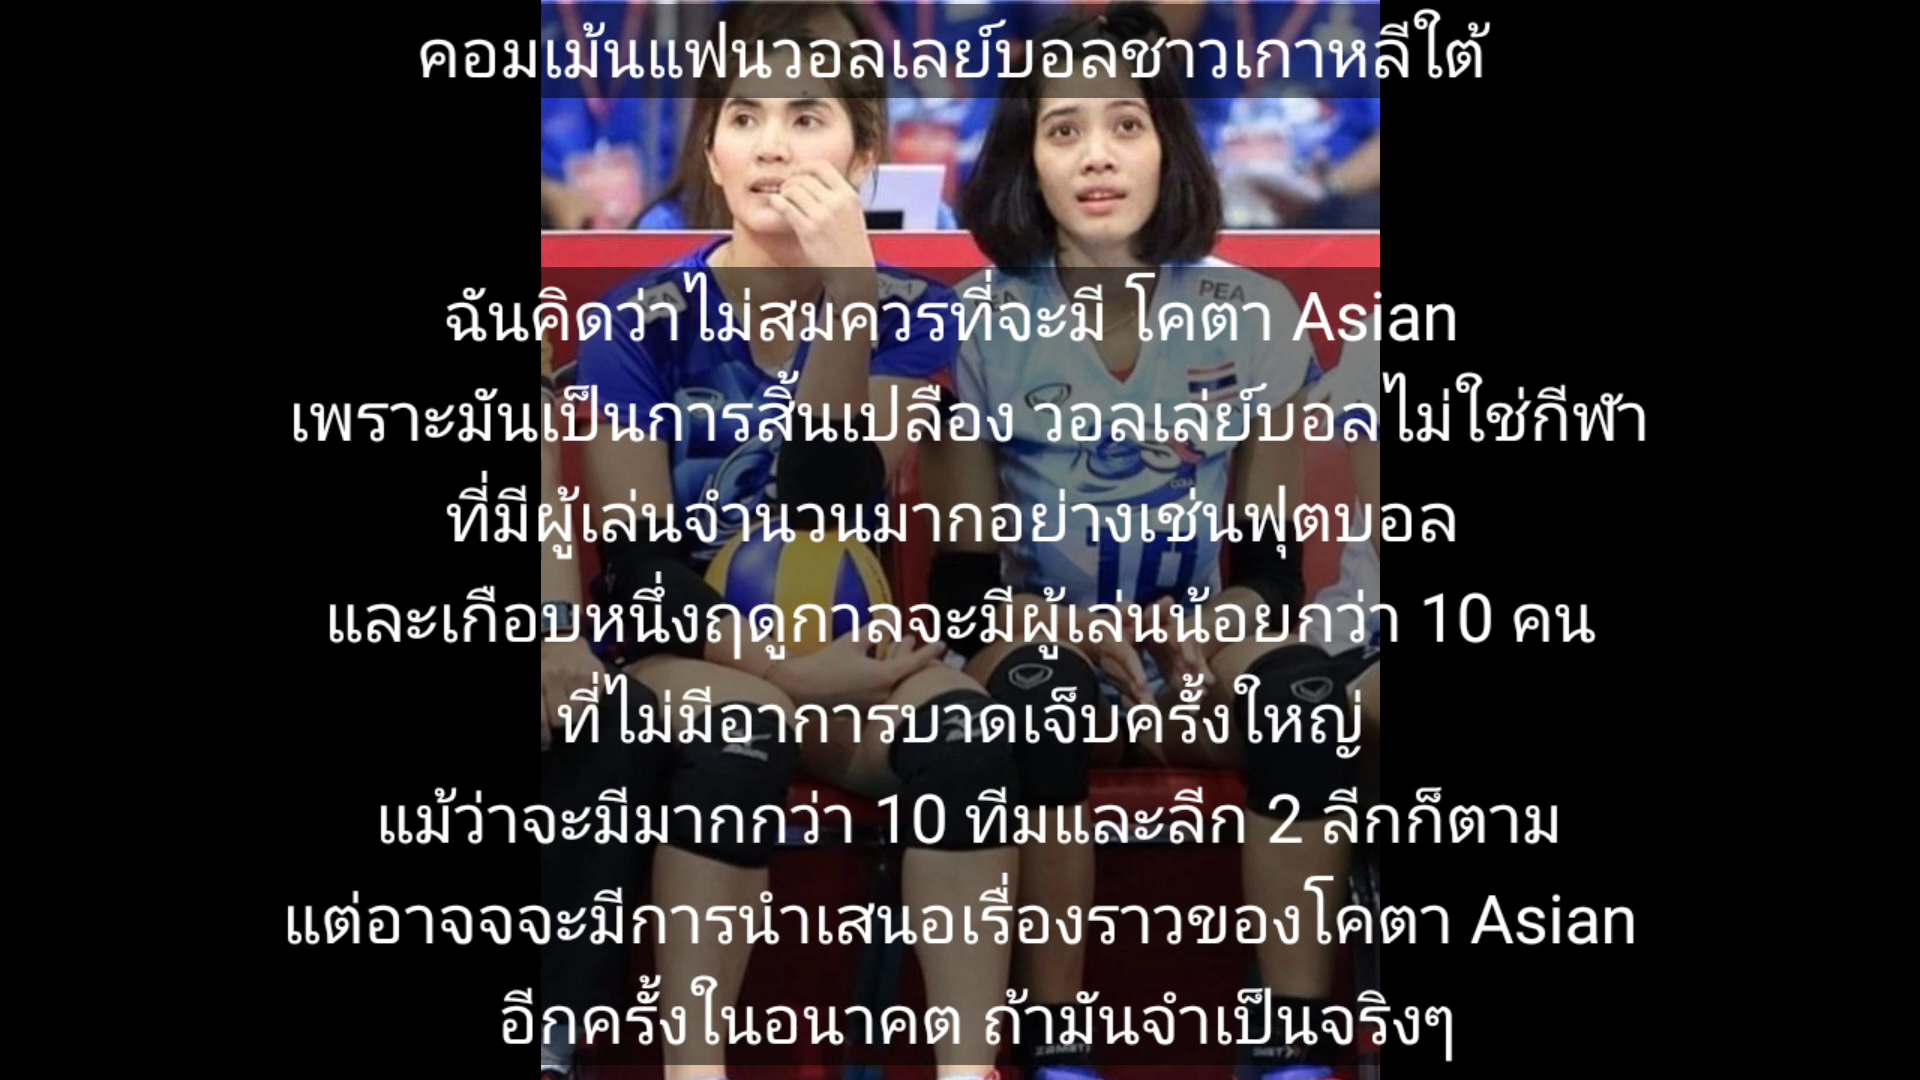 คอมเม้นแฟนวอลเลย์บอลชาวเกาหลีใต้
PEA
ฉันคิดว่าไม่สมควรที่จะมี โคตา Asian
เพราะมันเป็นการสิ้นเปลือง วอลเล่ย์บอลไม่ใช่กีฬา
ที่มีผู้เล่นจำนวนมากอย่างเช่นฟุตบอล
และเกือบหนึ่งฤดูกาลจะมีผู้เล่นน้อยกว่า 10 คน
ที่ไม่มีอาการบาดเจ็บครั้งใหญ่
แม้ว่าจะมีมากกว่า 10 ทีมและลีก 2 ลีกก็ตาม
แต่อาจจจะมีการนำเสนอเรื่องราวของโคตา Asian
อีกครั้งในอนาคต ถ้ามันจำเป็นจริงๆ